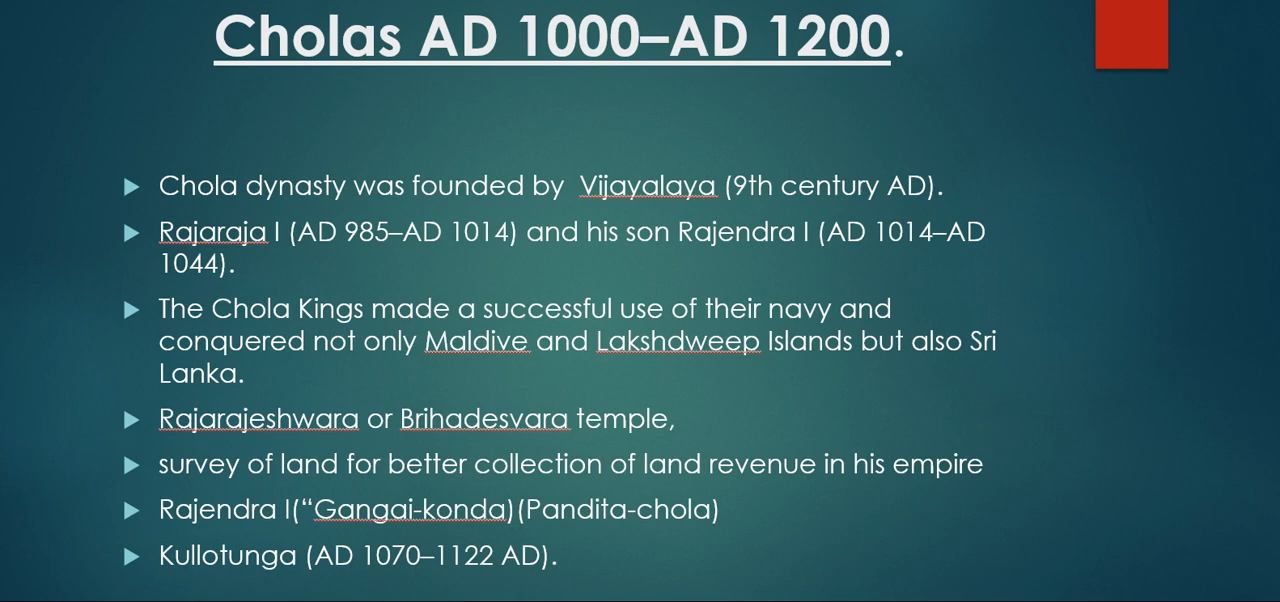 Cholas AD 1000–AD 1200.
Chola dynasty was founded by Vijayalaya (9th century AD).
Rajaraja I (AD 985–AD 1014) and his son Rajendra I (AD 1014–AD
1044).
The Chola Kings made a successful use of their navy and
conquered not only Maldive and Lakshdweep Islands but also Sri
Lanka.
Rajarajeshwara or Brihadesvara temple,
survey of land for better collection of land revenue in his empire
Rajendra I(“Gangai-konda)(Pandita-chola)
Kullotunga (AD 1070–1122 AD).